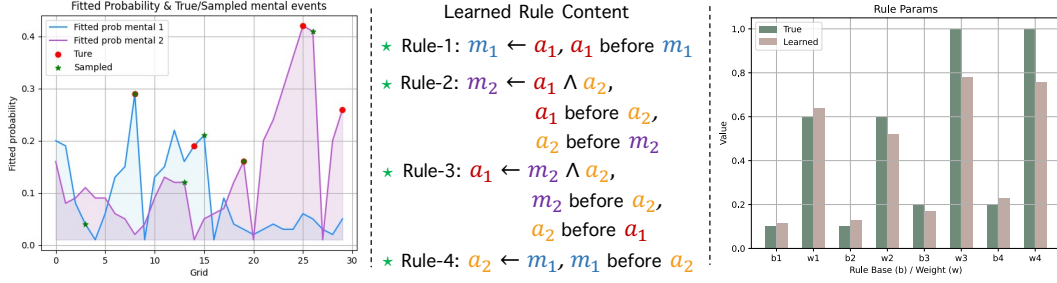 Fitted Probability & True/Sampled mental events
Fitted prob mental 1
Fitted prob mental 2
Ture
Sampled
Fitted probability
0.4
0.3
0.2
0.1
0.0
0 5 10 15 20 25 30
Grid
Learned Rule Content
★ Rule-1: m₁ ← a₁, a₁ before m₁
★ Rule-2: m₂ ← a₁ ∧ a₂,
a₁ before a₂,
a₂ before m₂
★ Rule-3: a₁ ← m₂ ∧ a₂,
m₂ before a₂,
a₂ before a₁
★ Rule-4: a₂ ← m₁, m₁ before a₂
Rule Params
True
Learned
Value
1.0
0.8
0.6
0.4
0.2
0.0
b1 w1 b2 w2 b3 w3 b4 w4
Rule Base (b) / Weight (w)